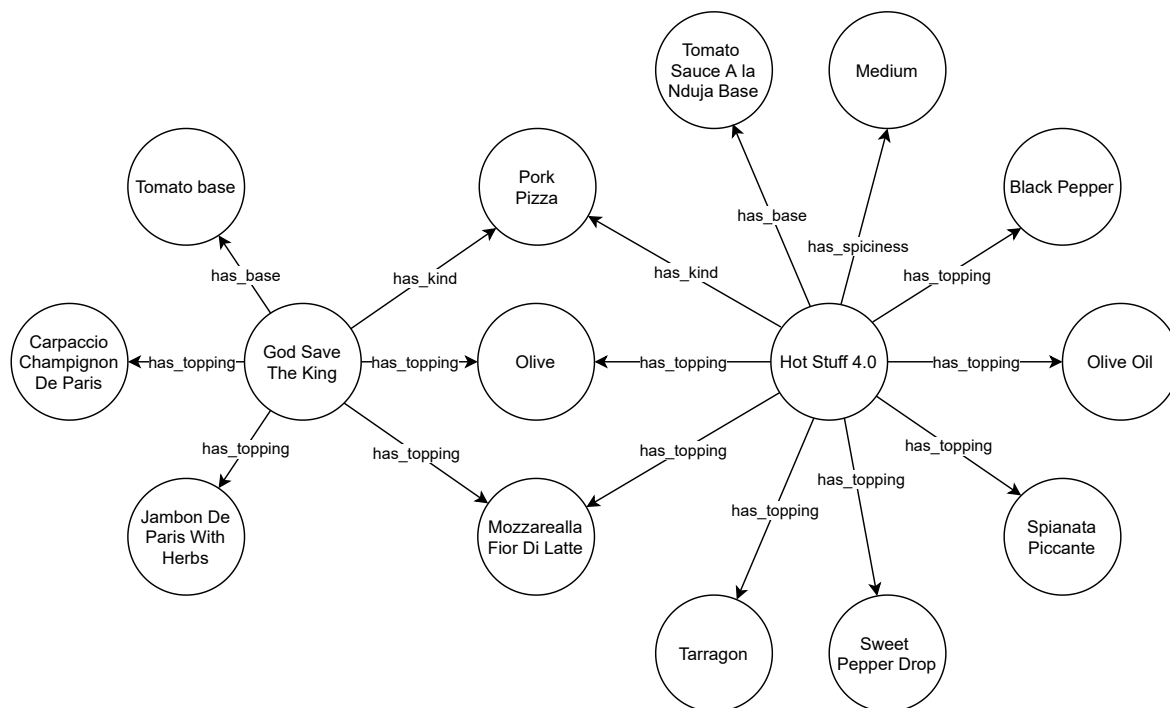 Tomato
Sauce A la
Nduja Base
Medium
Tomato base
Pork
Pizza
Black Pepper
has_base
has_kind
has_base
has_spiciness
has_kind
has_topping
Carpaccio
Champignon
De Paris
has_topping
God Save
The King
has_topping
Olive
has_topping
Hot Stuff 4.0
has_topping
Olive Oil
has_topping
has_topping
has_topping
has_topping
has_topping
has_topping
Jambon De
Paris With
Herbs
Mozzarealla
Fior Di Latte
Spianata
Piccante
Tarragon
Sweet
Pepper Drop